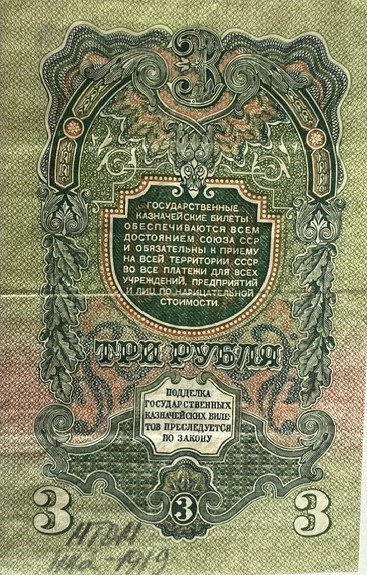 3
ГОСУДАРСТВЕННЫЕ
КАЗНАЧЕЙСКИЕ БИЛЕТЫ
ОБЕСПЕЧИВАЮТСЯ ВСЕМ
ДОСТОЯНИЕМ СОЮЗА ССР
И ОБЯЗАТЕЛЬНЫ К ПРИЕМУ
НА ВСЕЙ ТЕРРИТОРИИ СССР
ВО ВСЕ ПЛАТЕЖИ ДЛЯ ВСЕХ
УЧРЕЖДЕНИЙ, ПРЕДПРИЯТИЙ
И ЛИЦ ПО НАРИЦАТЕЛЬНОЙ
СТОИМОСТИ.
ТРИ РУБЛЯ
ПОДДЕЛКА
ГОСУДАРСТВЕННЫХ
КАЗНАЧЕЙСКИХ БИЛЕ
ТОВ ПРЕСЛЕДУЕТСЯ
ПО ЗАКОНУ
3 3 3